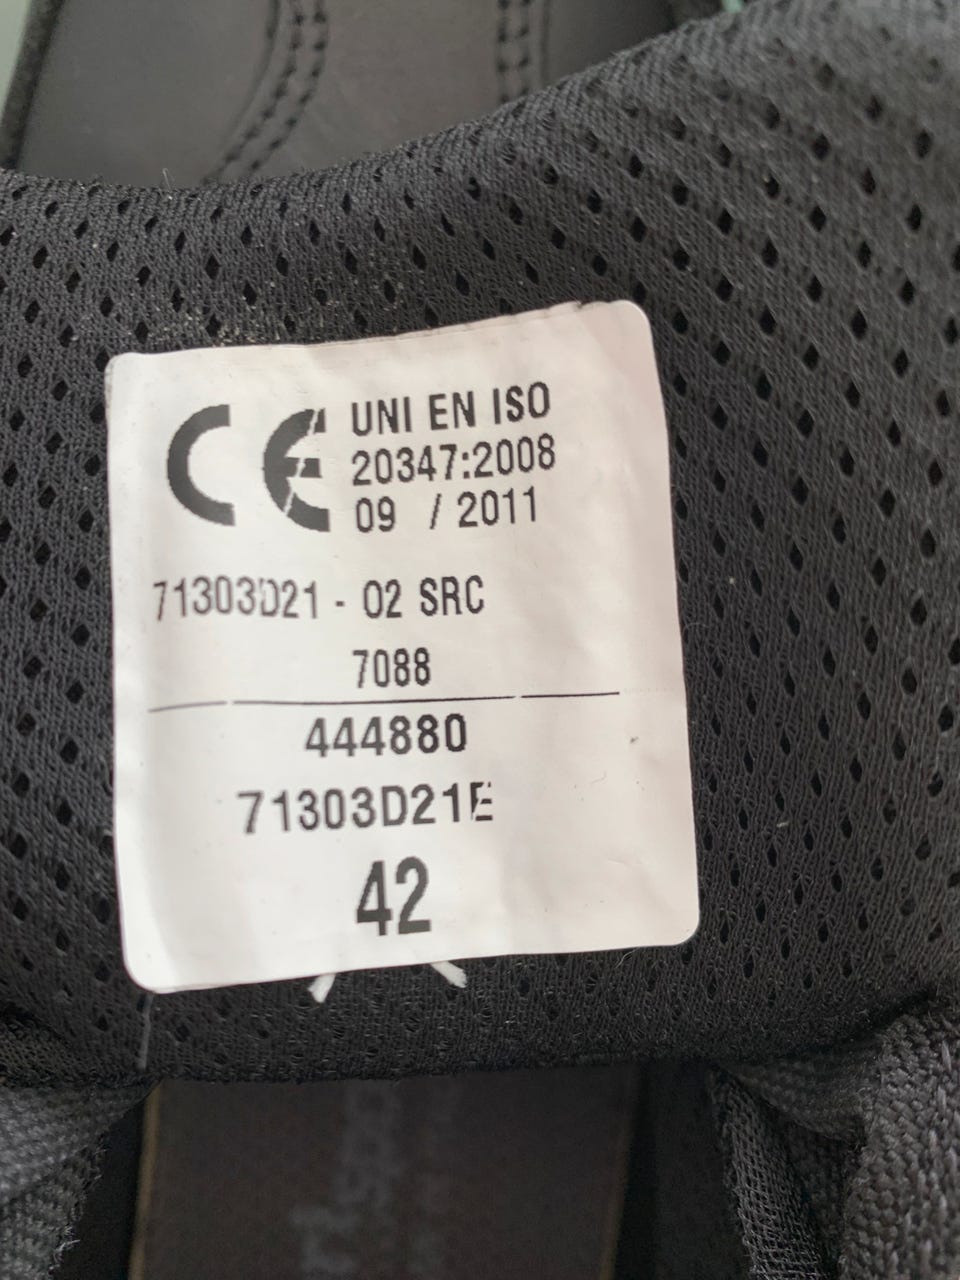 CE UNI EN ISO
20347:2008
09 / 2011
71303D21 - 02 SRC
7088
444880
71303D21E
42